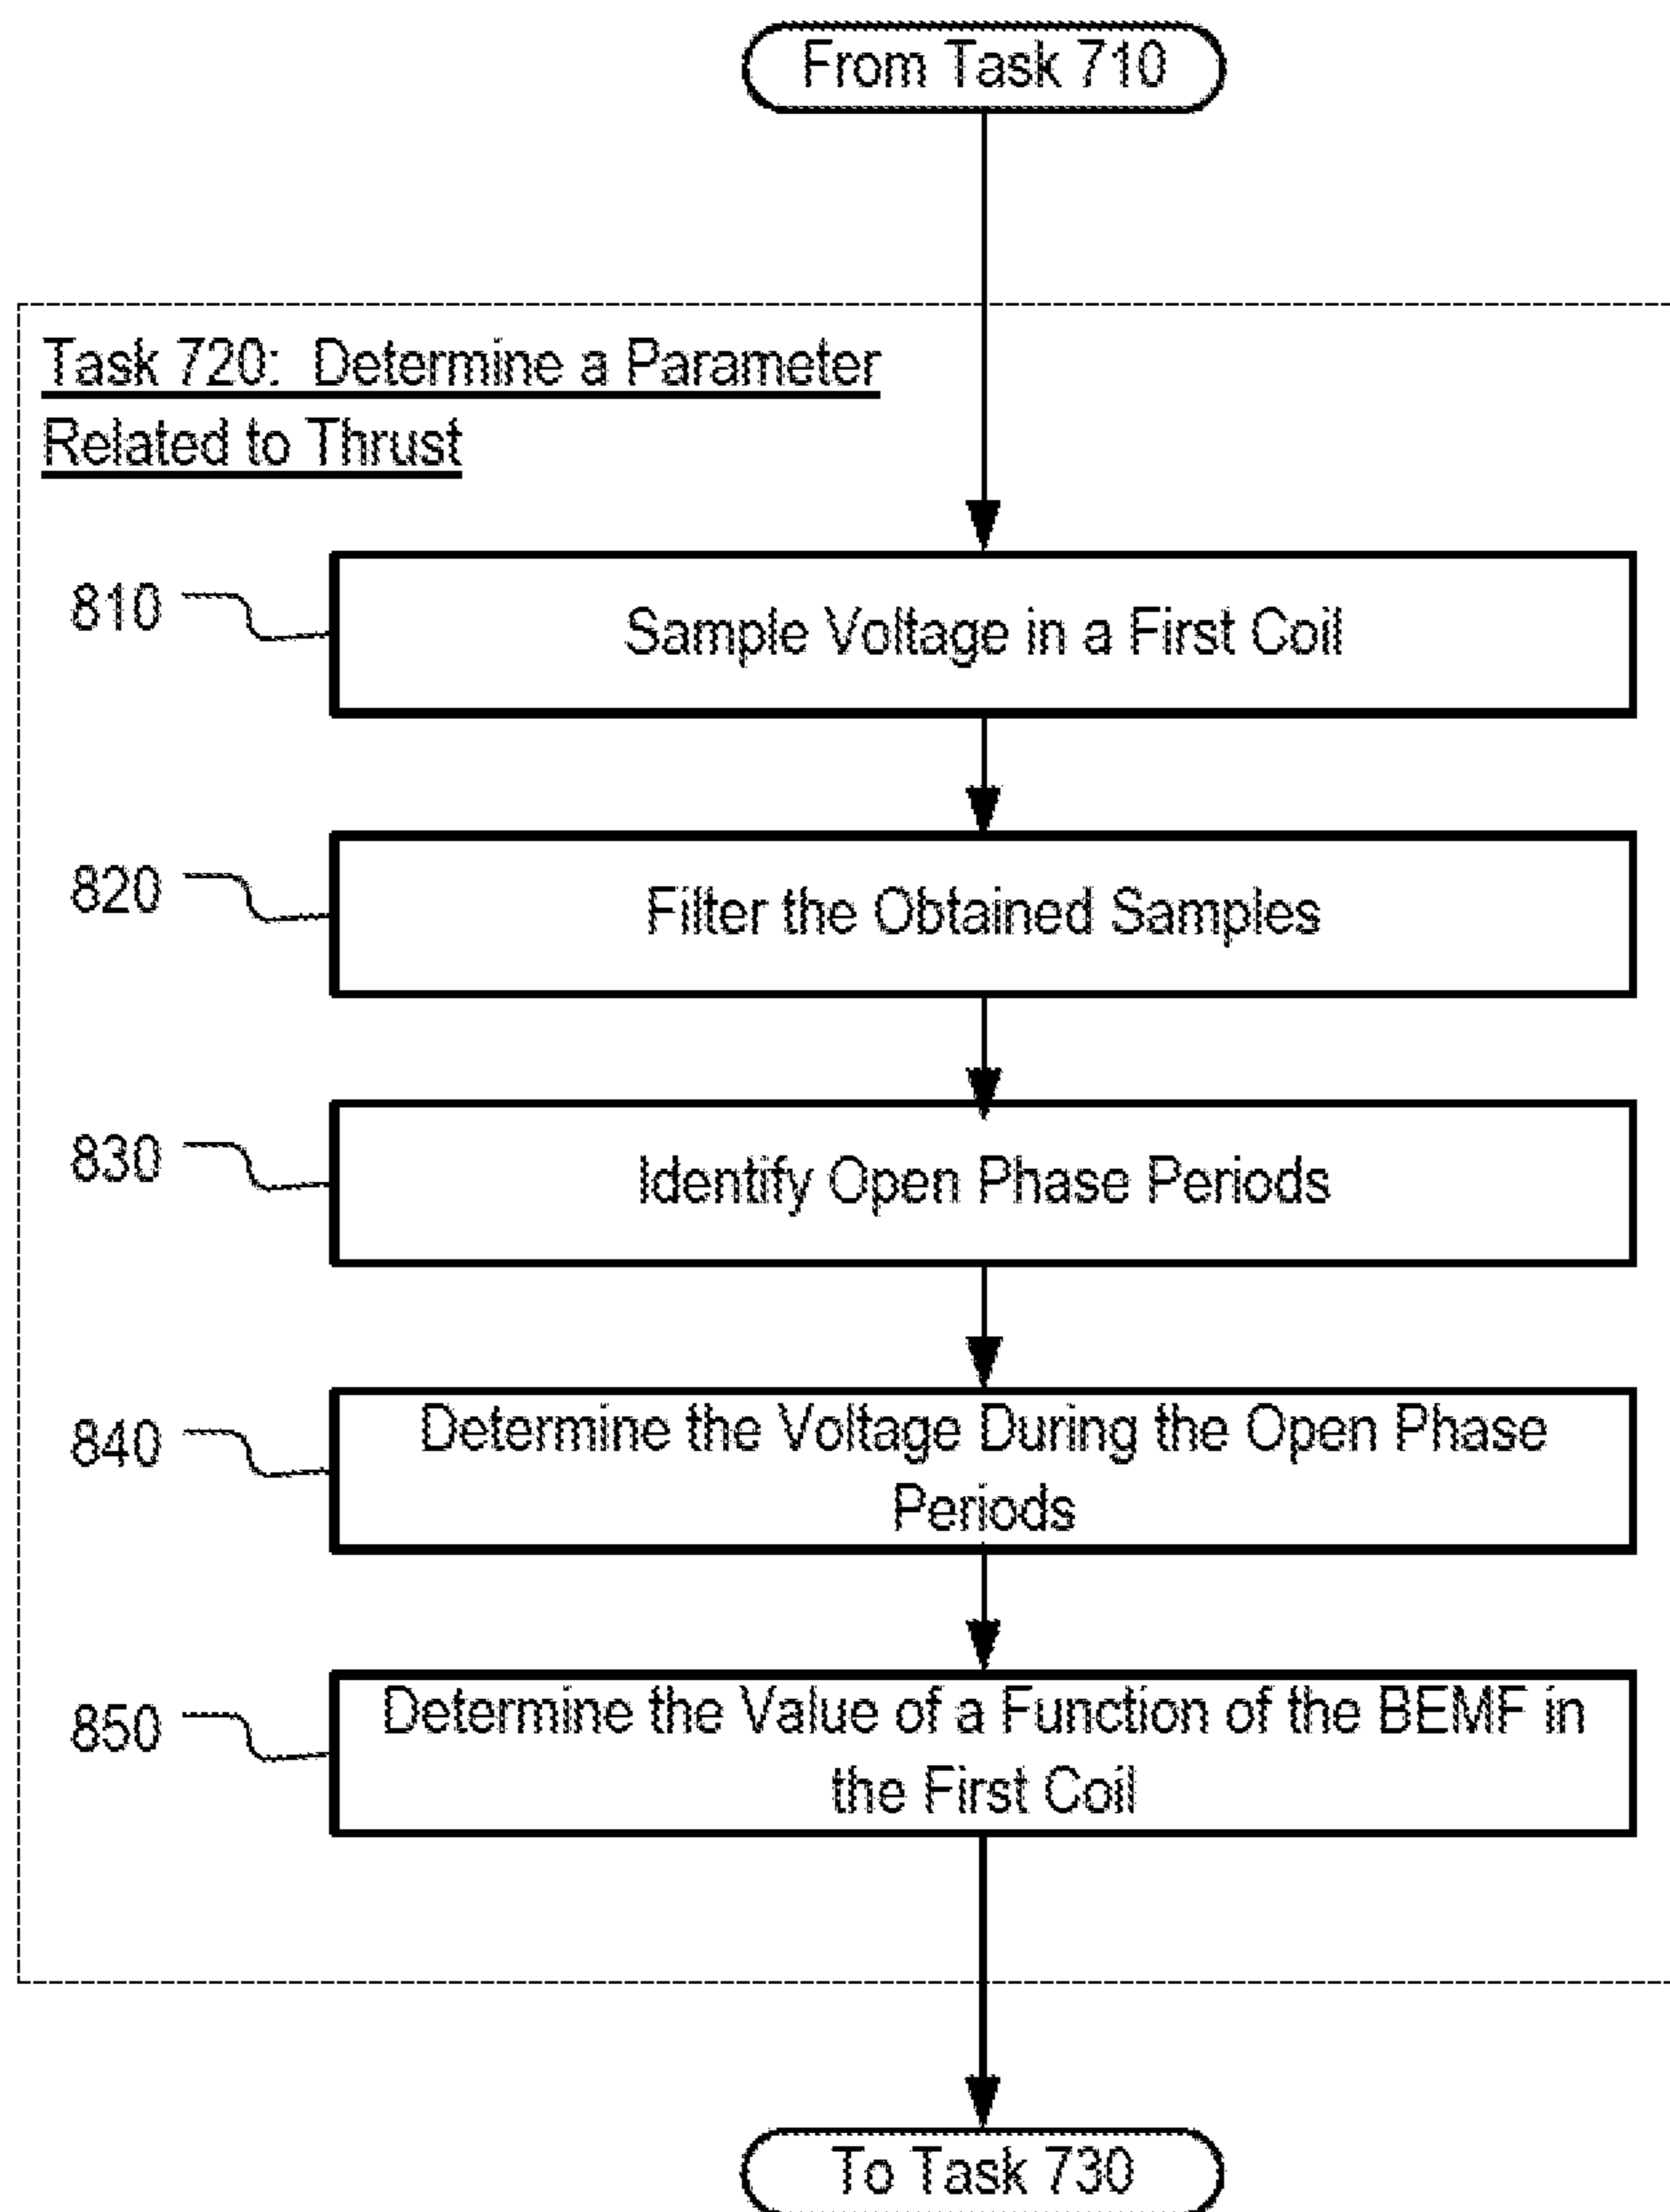 From Task 710
Task 720: Determine a Parameter
Related to Thrust
810
Sample Voltage in a First Coil
820
Filter the Obtained Samples
830
Identify Open Phase Periods
840
Determine the Voltage During the Open Phase
Periods
850
Determine the Value of a Function of the BEMF in
the First Coil
To Task 730